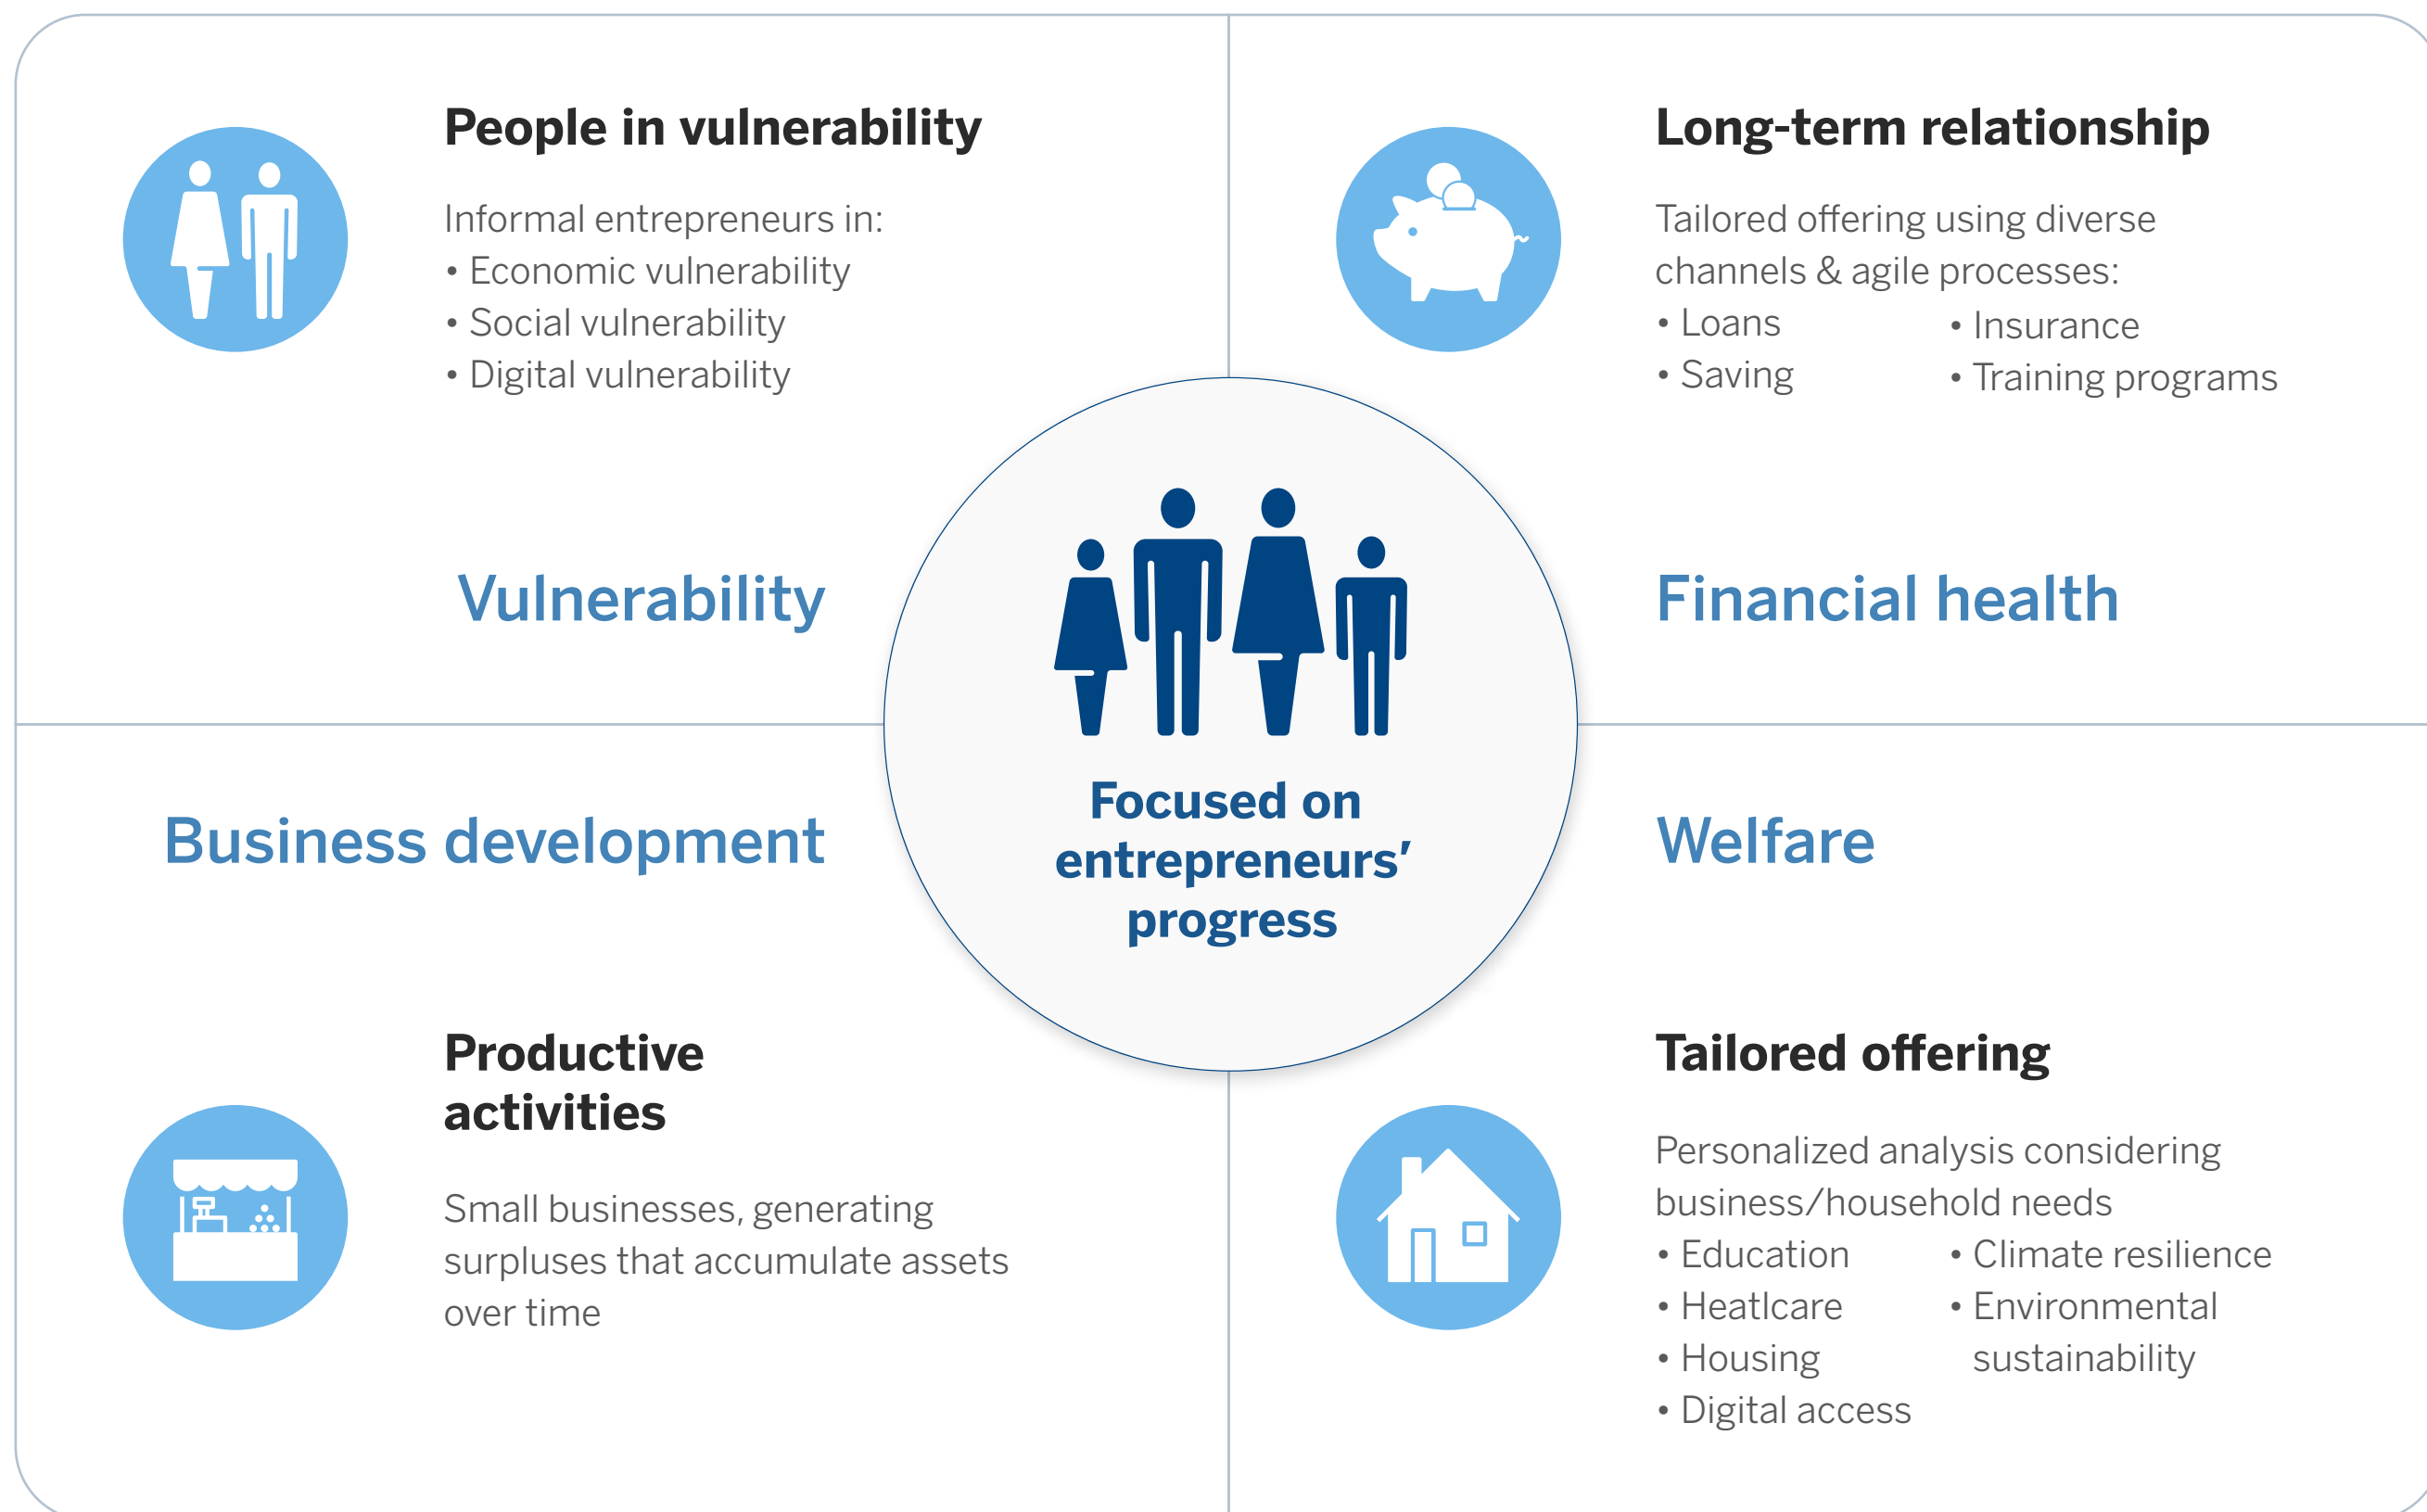 People in vulnerability
Informal entrepreneurs in:
• Economic vulnerability
• Social vulnerability
• Digital vulnerability
Vulnerability
Long-term relationship
Tailored offering using diverse
channels & agile processes:
• Loans
• Saving
• Insurance
• Training programs
Financial health
Focused on
entrepreneurs’
progress
Business development
Productive
activities
Small businesses, generating
surpluses that accumulate assets
over time
Welfare
Tailored offering
Personalized analysis considering
business/household needs
• Education
• Heatlcare
• Housing
• Digital access
• Climate resilience
• Environmental
sustainability